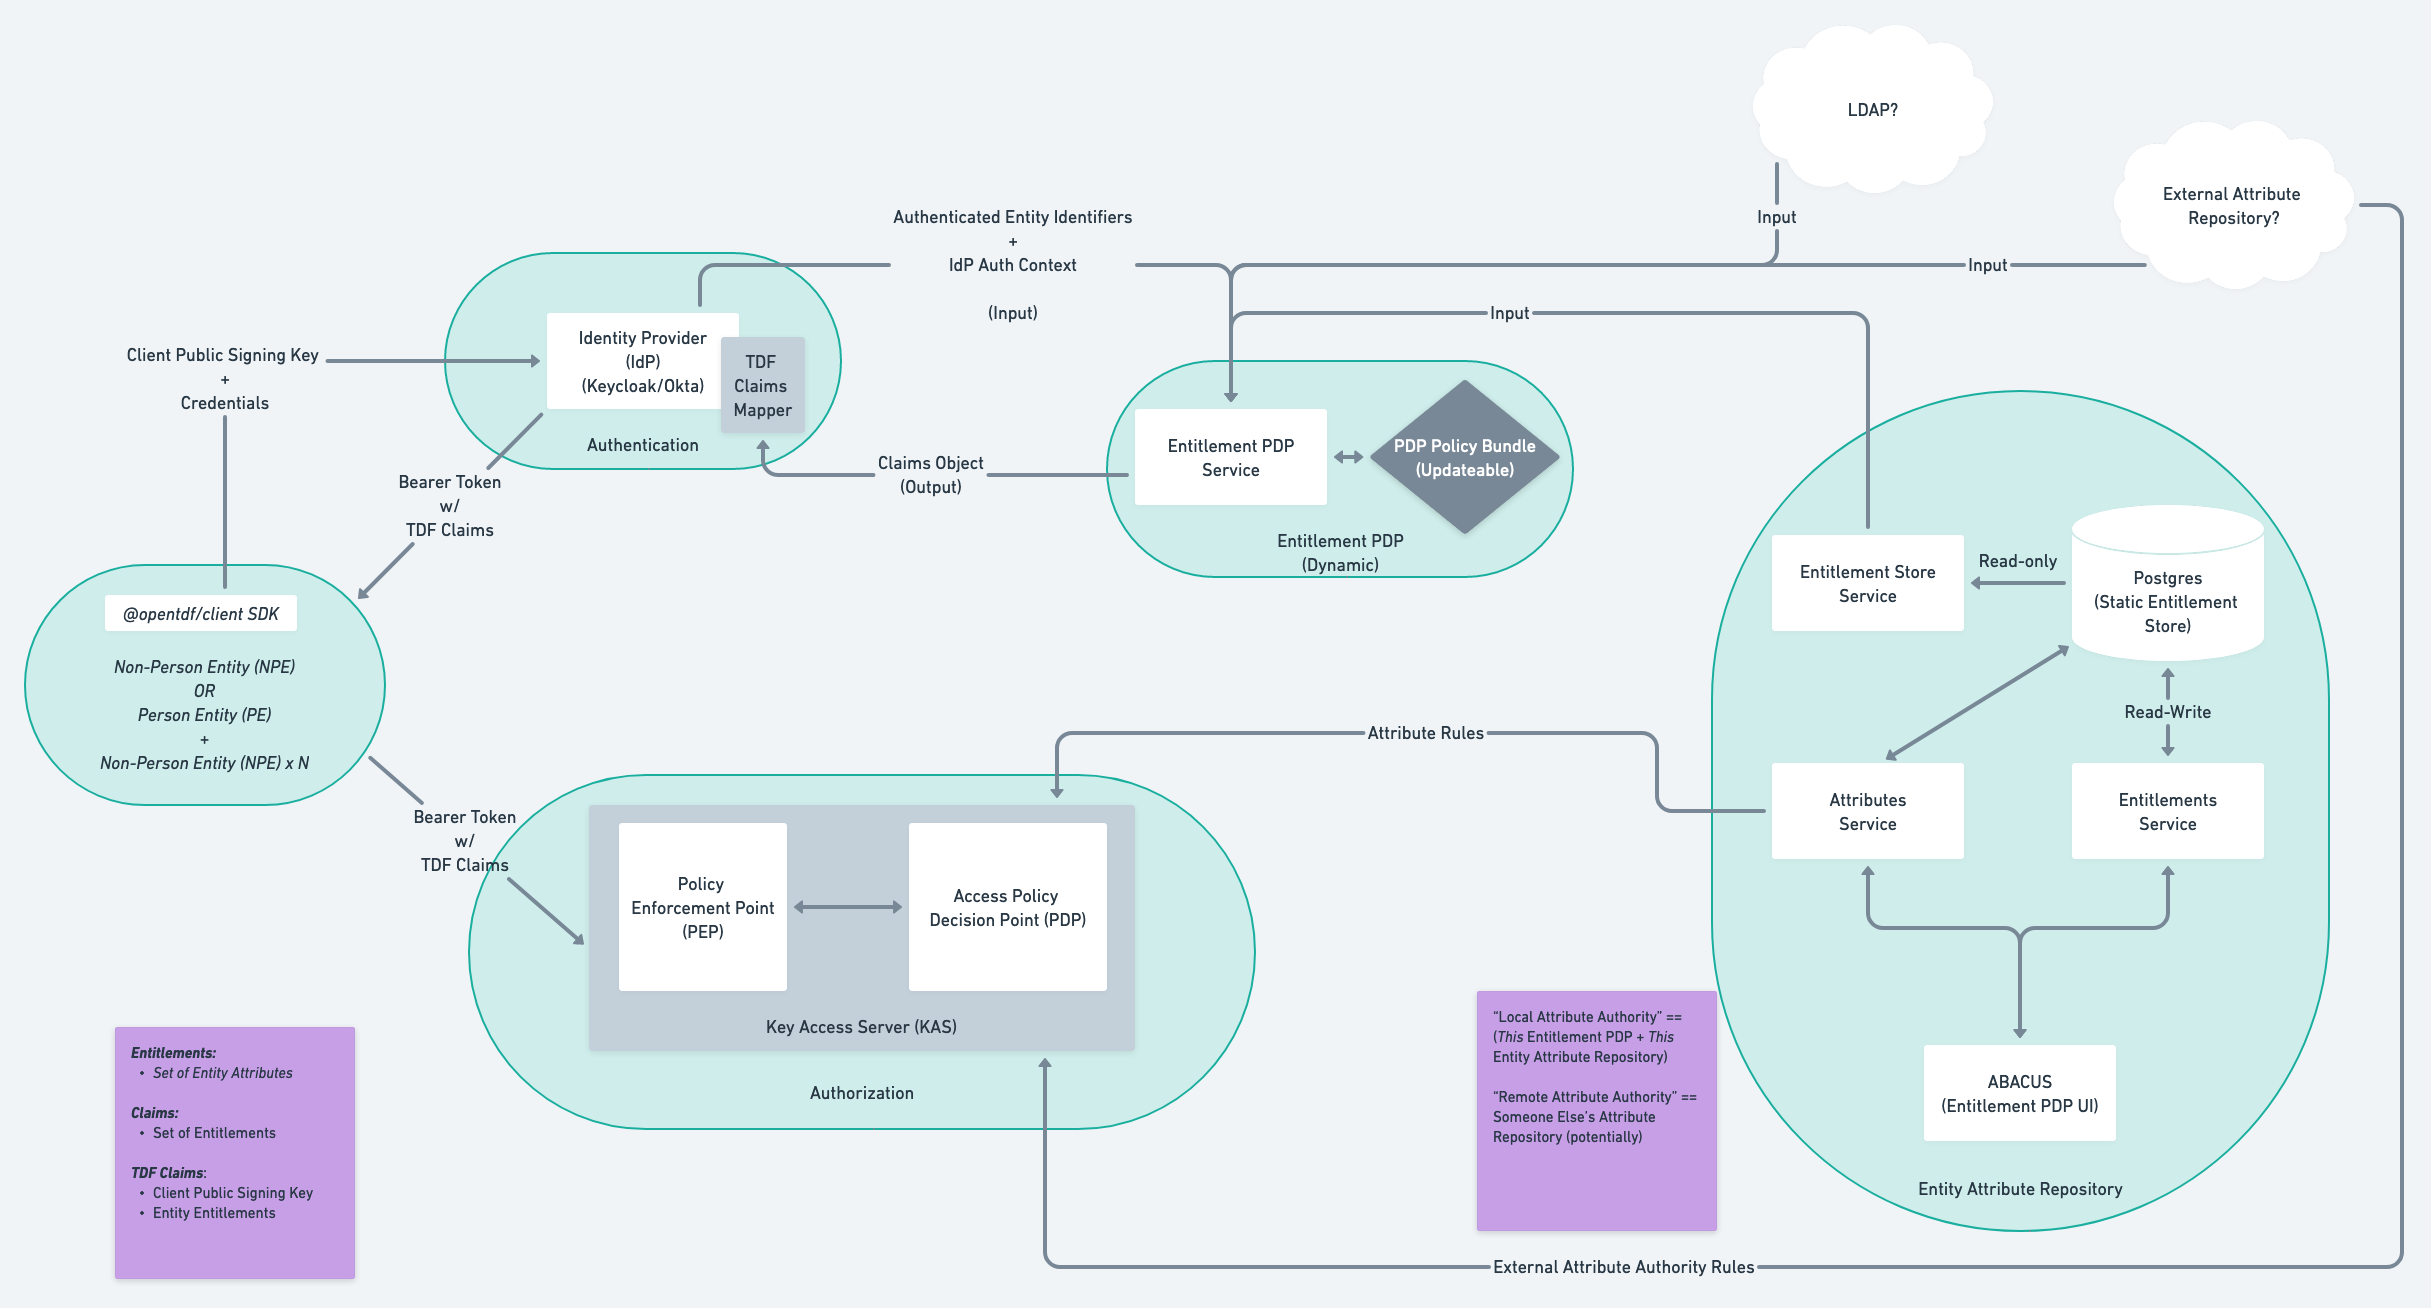 LDAP?
External Attribute
Repository?
Input
Input
Input
Authenticated Entity Identifiers
+
IdP Auth Context
(Input)
Client Public Signing Key
+
Credentials
Identity Provider
(IdP)
(Keycloak/Okta)
TDF
Claims
Mapper
Authentication
Bearer Token
w/
TDF Claims
Claims Object
(Output)
Entitlement PDP
Service
PDP Policy Bundle
(Updateable)
Entitlement PDP
(Dynamic)
@opentdf/client SDK
Non-Person Entity (NPE)
OR
Person Entity (PE)
+
Non-Person Entity (NPE) x N
Bearer Token
w/
TDF Claims
Policy
Enforcement Point
(PEP)
Access Policy
Decision Point (PDP)
Key Access Server (KAS)
Authorization
Attribute Rules
Entitlement Store
Service
Read-only
Postgres
(Static Entitlement
Store)
Read-Write
Attributes
Service
Entitlements
Service
ABACUS
(Entitlement PDP UI)
Entity Attribute Repository
Entitlements:
• Set of Entity Attributes
Claims:
• Set of Entitlements
TDF Claims:
• Client Public Signing Key
• Entity Entitlements
“Local Attribute Authority” ==
(This Entitlement PDP + This
Entity Attribute Repository)
“Remote Attribute Authority” ==
Someone Else’s Attribute
Repository (potentially)
External Attribute Authority Rules